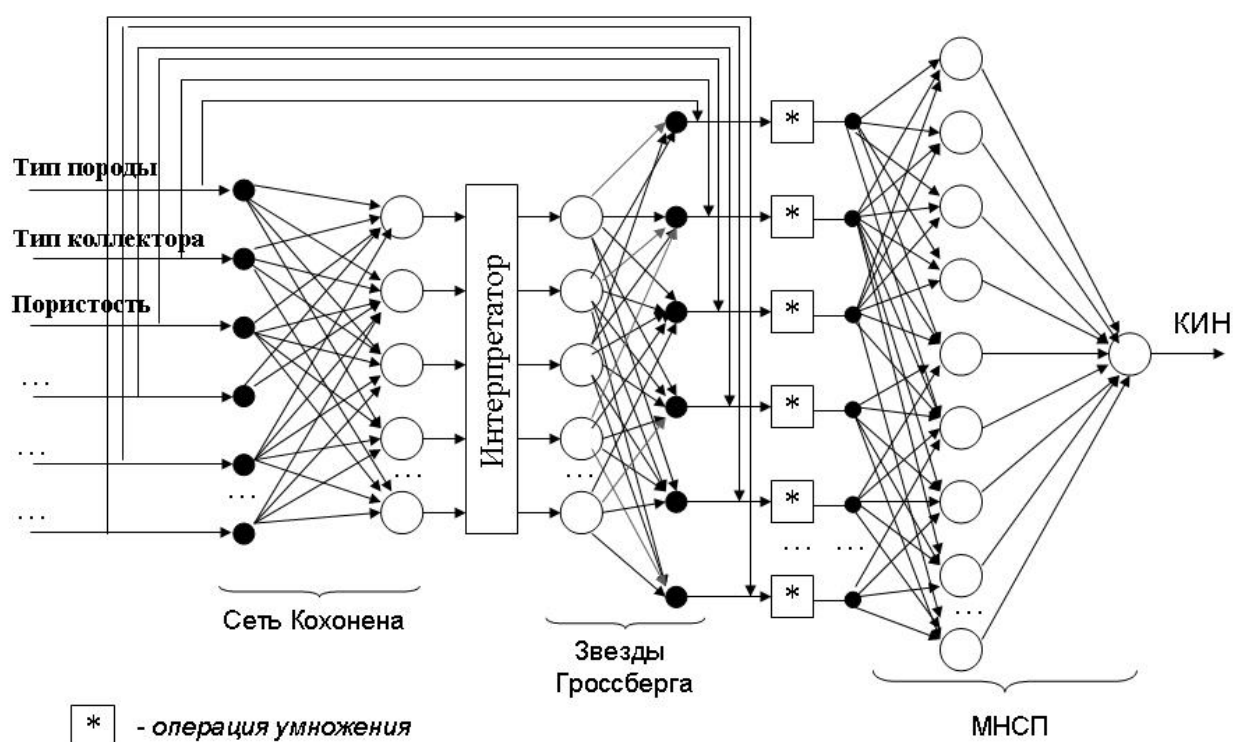 Тип породы
Тип коллектора
Пористость
...
...
...
...
...
Интерпретатор
...
*
*
*
*
*
... ...
*
...
КИН
Сеть Кохонена
Звезды
Гроссберга
МНСП
* - операция умножения